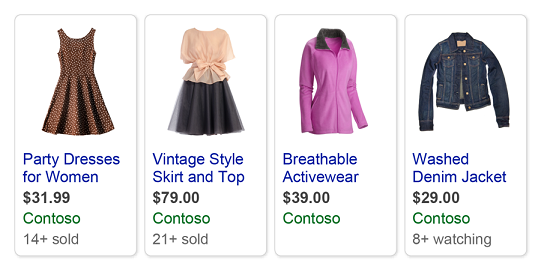 Party Dresses
for Women
$31.99
Contoso
14+ sold
Vintage Style
Skirt and Top
$79.00
Contoso
21+ sold
Breathable
Activewear
$39.00
Contoso
Washed
Denim Jacket
$29.00
Contoso
8+ watching